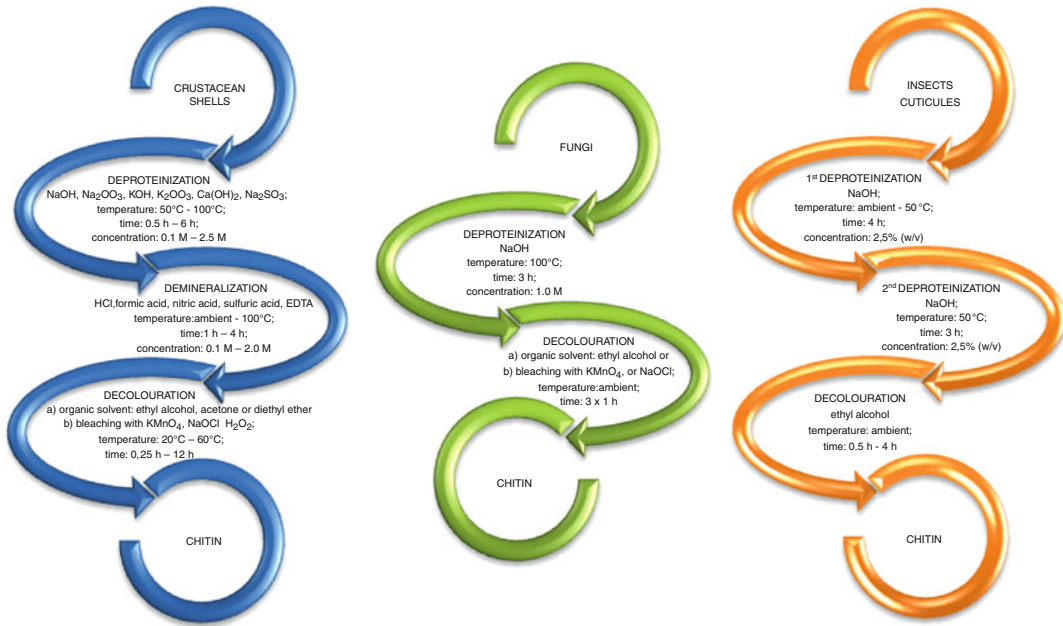 CRUSTACEAN
SHELLS
DEPROTEINIZATION
NaOH, Na₂OO₃, KOH, K₂OO₃, Ca(OH)₂, Na₂SO₃;
temperature: 50°C - 100°C;
time: 0.5 h – 6 h;
concentration: 0.1 M – 2.5 M
DEMINERALIZATION
HCl,formic acid, nitric acid, sulfuric acid, EDTA
temperature:ambient - 100°C;
time:1 h – 4 h;
concentration: 0.1 M – 2.0 M
DECOLOURATION
a) organic solvent: ethyl alcohol, acetone or diethyl ether
b) bleaching with KMnO₄, NaOCl H₂O₂;
temperature: 20°C – 60°C;
time: 0,25 h – 12 h
CHITIN
FUNGI
DEPROTEINIZATION
NaOH
temperature: 100°C;
time: 3 h;
concentration: 1.0 M
DECOLOURATION
a) organic solvent: ethyl alcohol or
b) bleaching with KMnO₄, or NaOCl;
temperature:ambient;
time: 3 x 1 h
CHITIN
INSECTS
CUTICULES
1st DEPROTEINIZATION
NaOH;
temperature: ambient - 50°C;
time: 4 h;
concentration: 2,5% (w/v)
2nd DEPROTEINIZATION
NaOH;
temperature: 50°C;
time: 3 h;
concentration: 2,5% (w/v)
DECOLOURATION
ethyl alcohol
temperature: ambient;
time: 0.5 h - 4 h
CHITIN